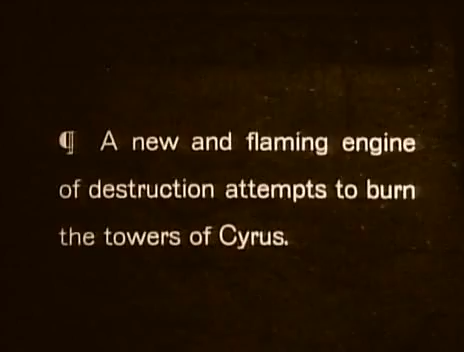 ¶ A new and flaming engine
of destruction attempts to burn
the towers of Cyrus.